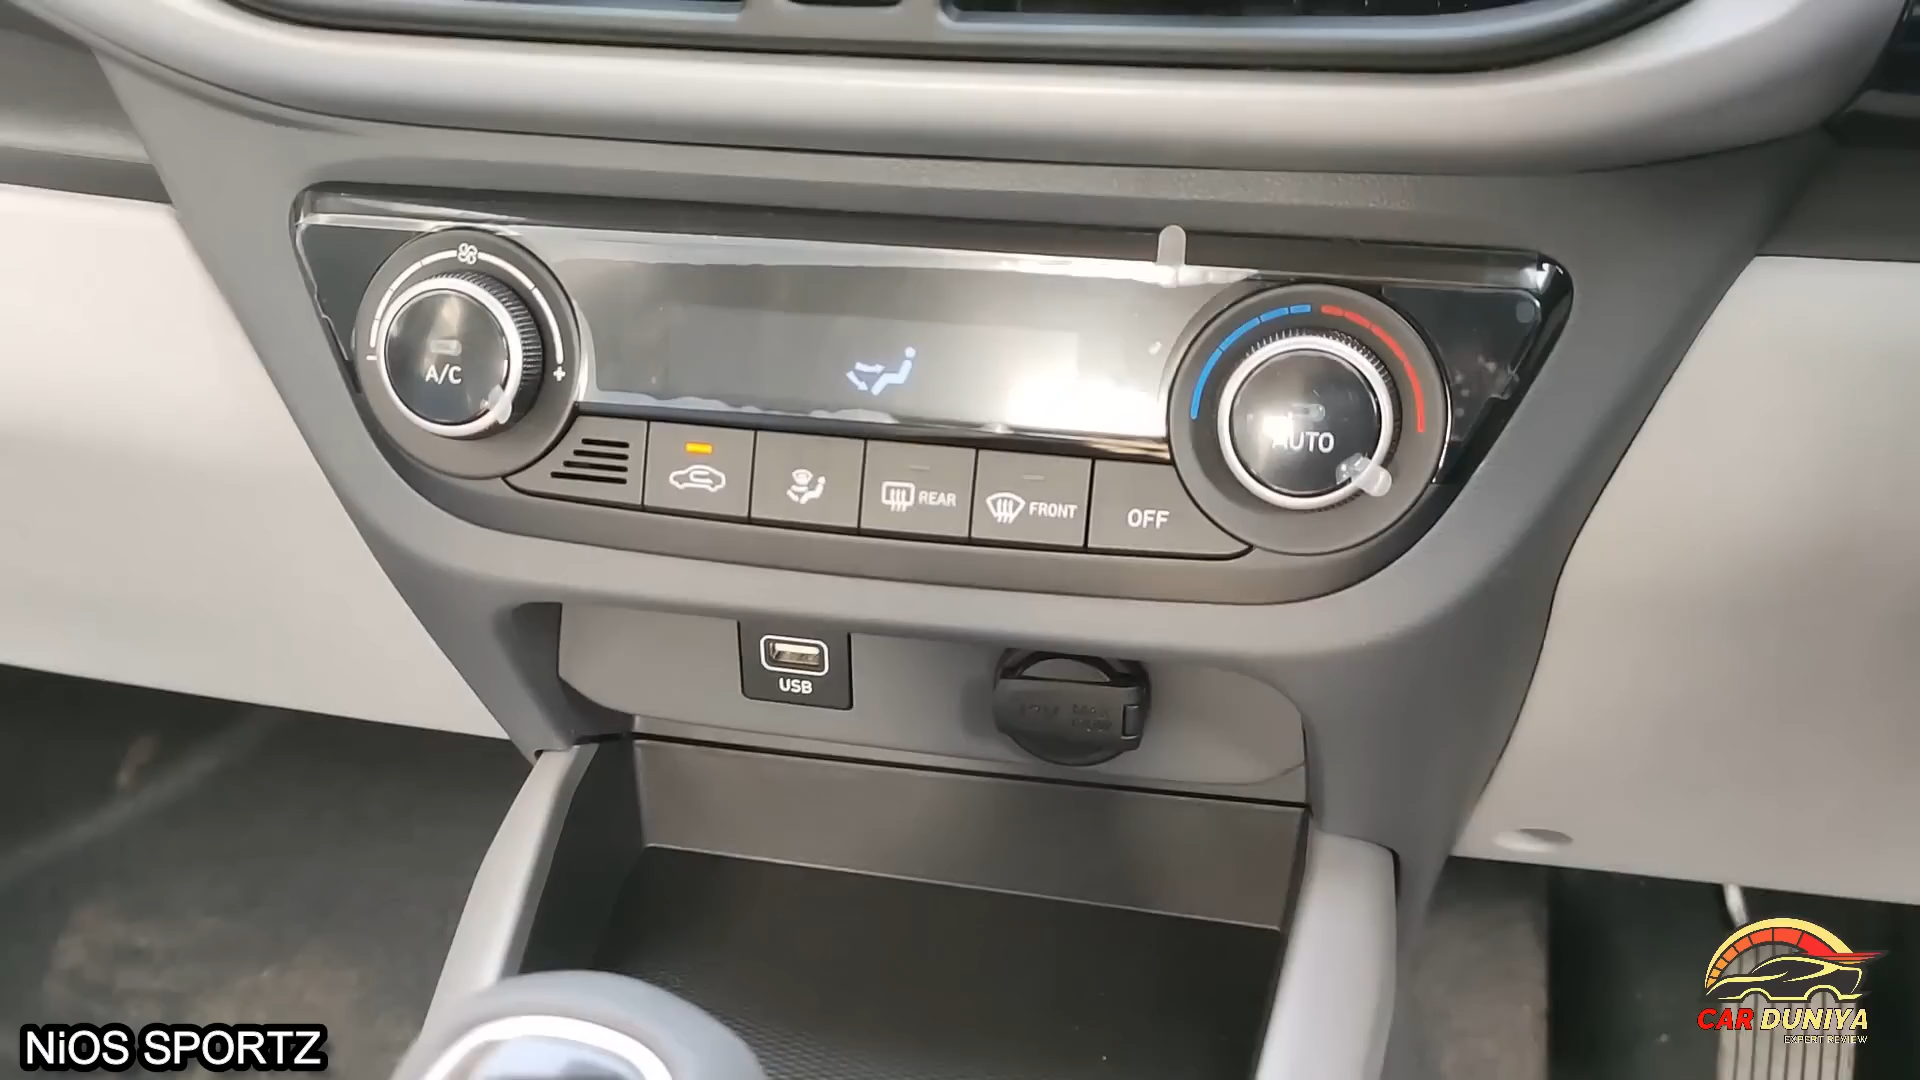 A/C
AUTO
REAR
FRONT
OFF
USB
NiOS SPORTZ
CAR DUNIYA
EXPERT REVIEW